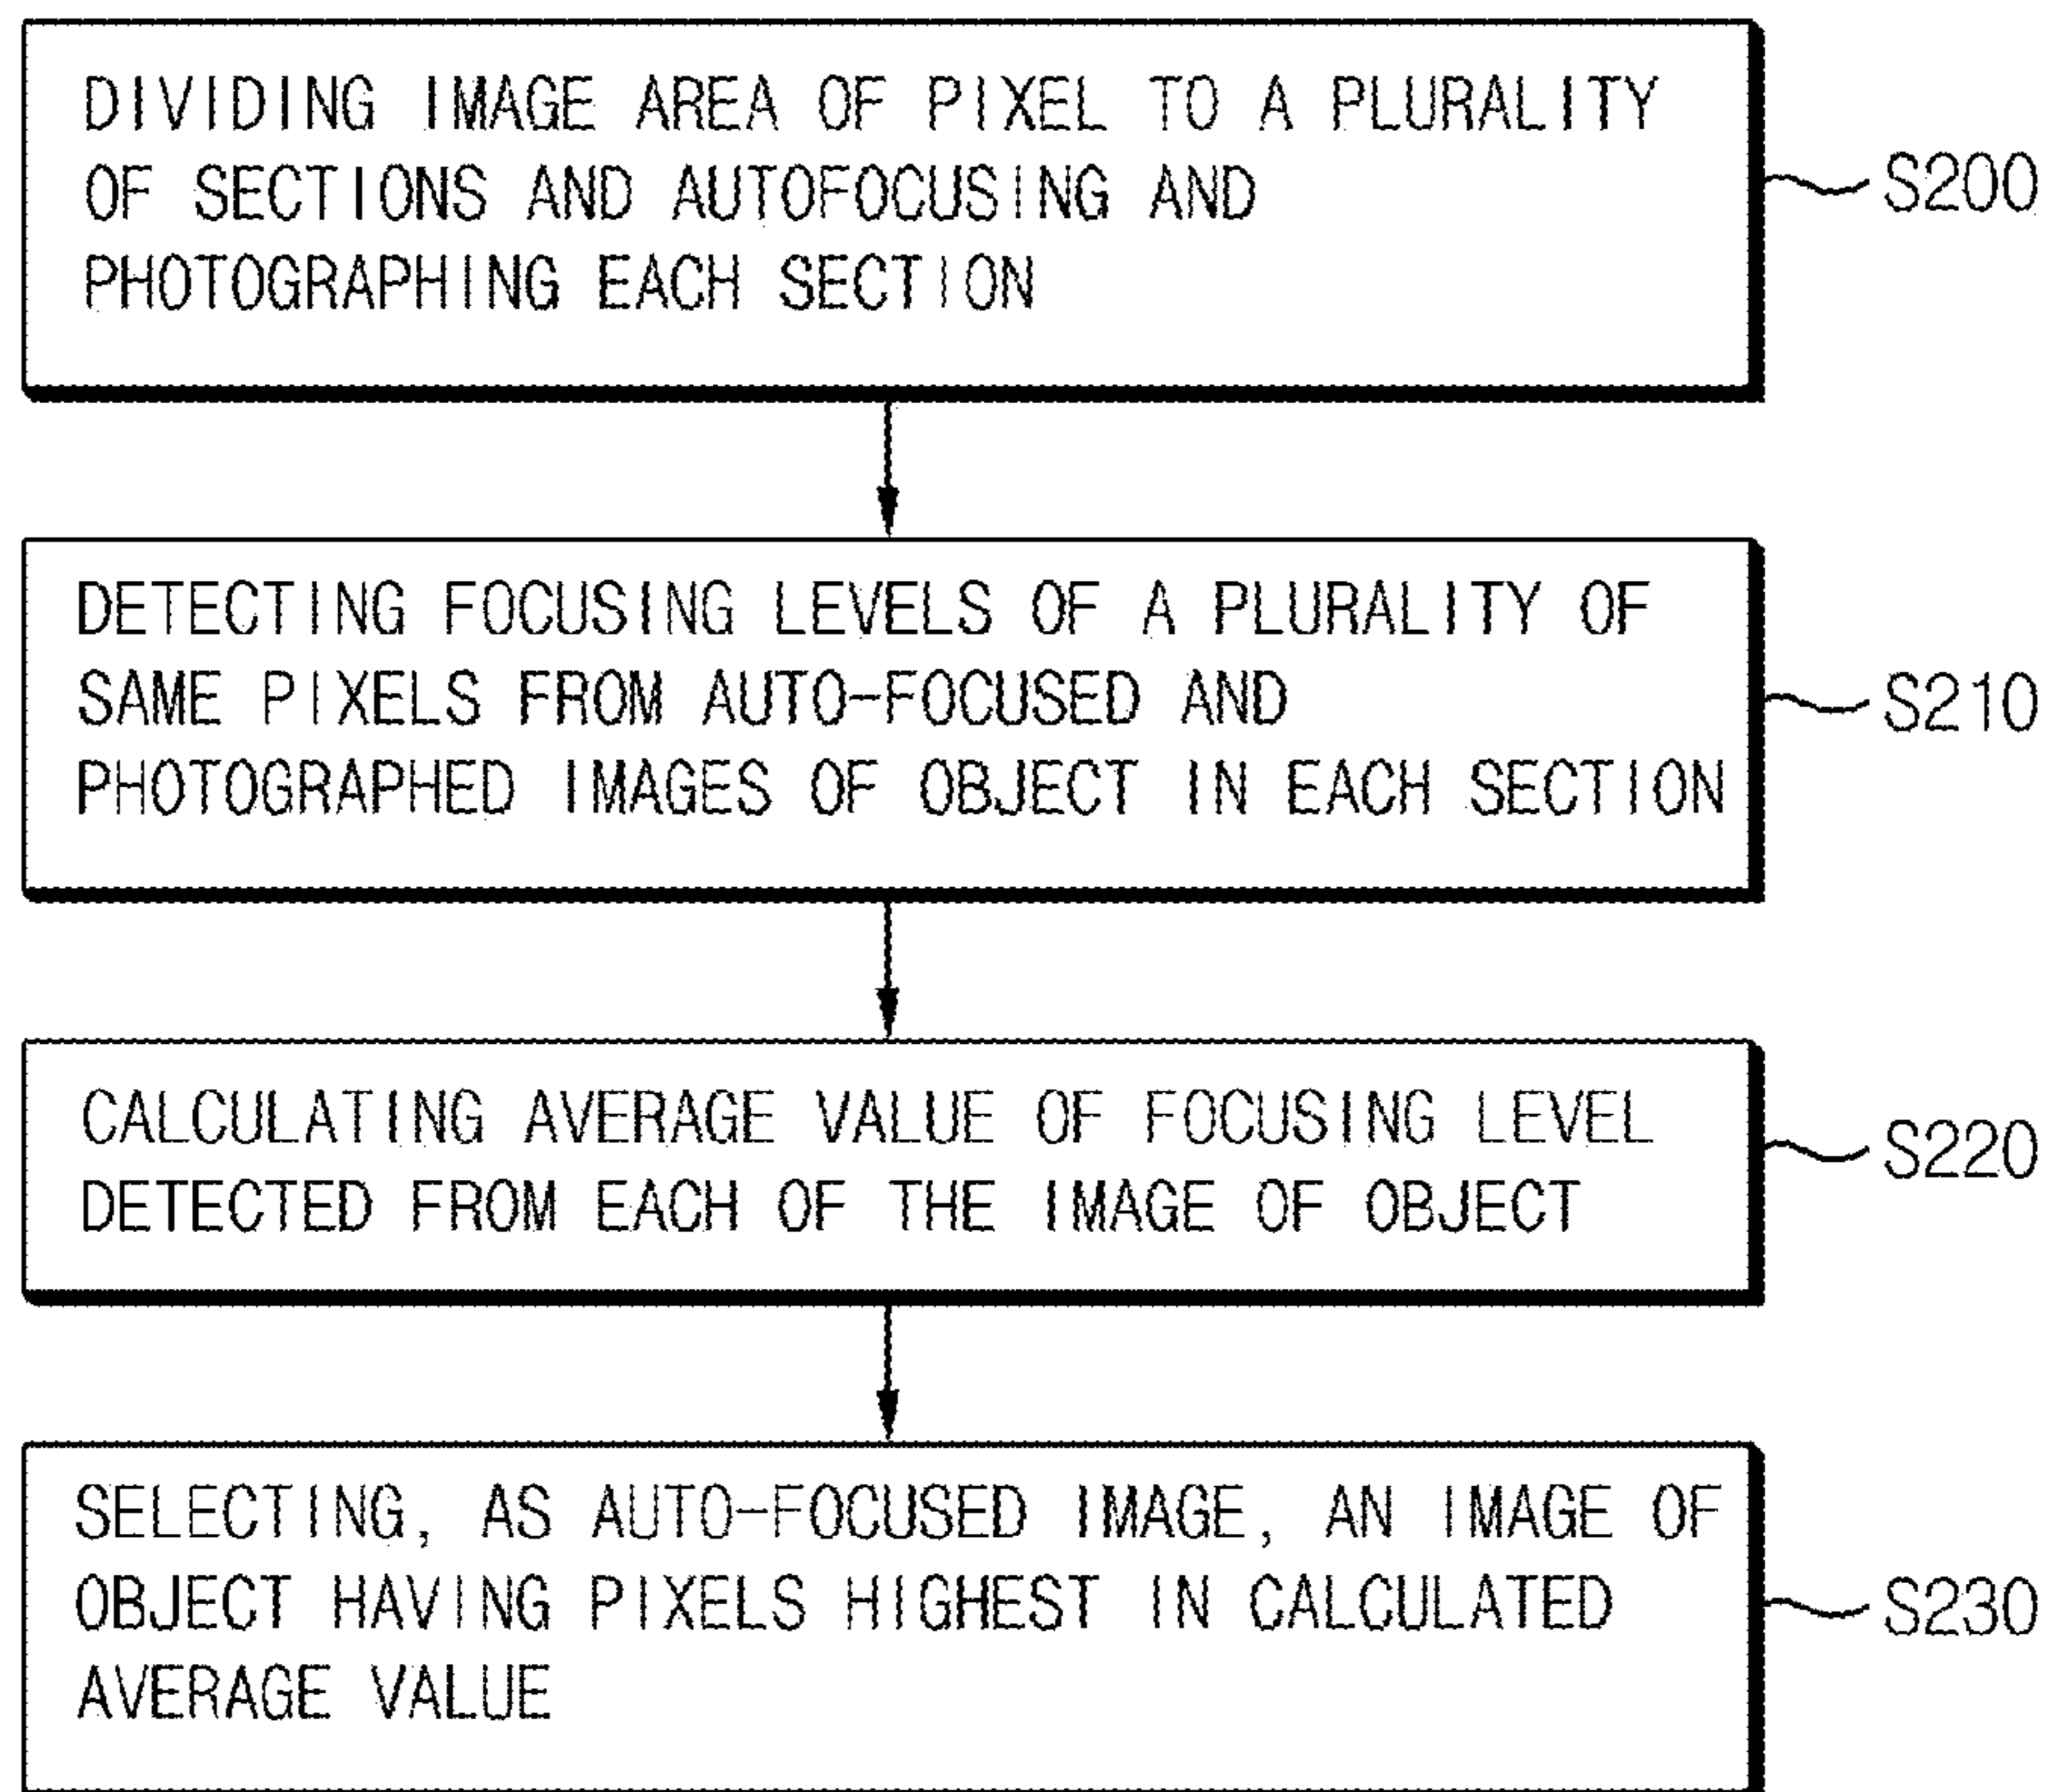 DIVIDING IMAGE AREA OF PIXEL TO A PLURALITY
OF SECTIONS AND AUTOFOCUSING AND
PHOTOGRAPHING EACH SECTION
S200
DETECTING FOCUSING LEVELS OF A PLURALITY OF
SAME PIXELS FROM AUTO-FOCUSED AND
PHOTOGRAPHED IMAGES OF OBJECT IN EACH SECTION
S210
CALCULATING AVERAGE VALUE OF FOCUSING LEVEL
DETECTED FROM EACH OF THE IMAGE OF OBJECT
S220
SELECTING, AS AUTO-FOCUSED IMAGE, AN IMAGE OF
OBJECT HAVING PIXELS HIGHEST IN CALCULATED
AVERAGE VALUE
S230